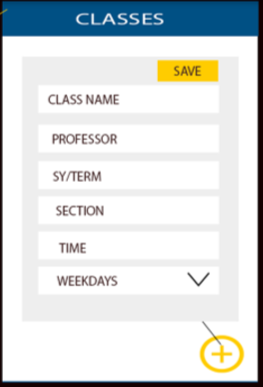 CLASSES
SAVE
CLASS NAME
PROFESSOR
SY/TERM
SECTION
TIME
WEEKDAYS